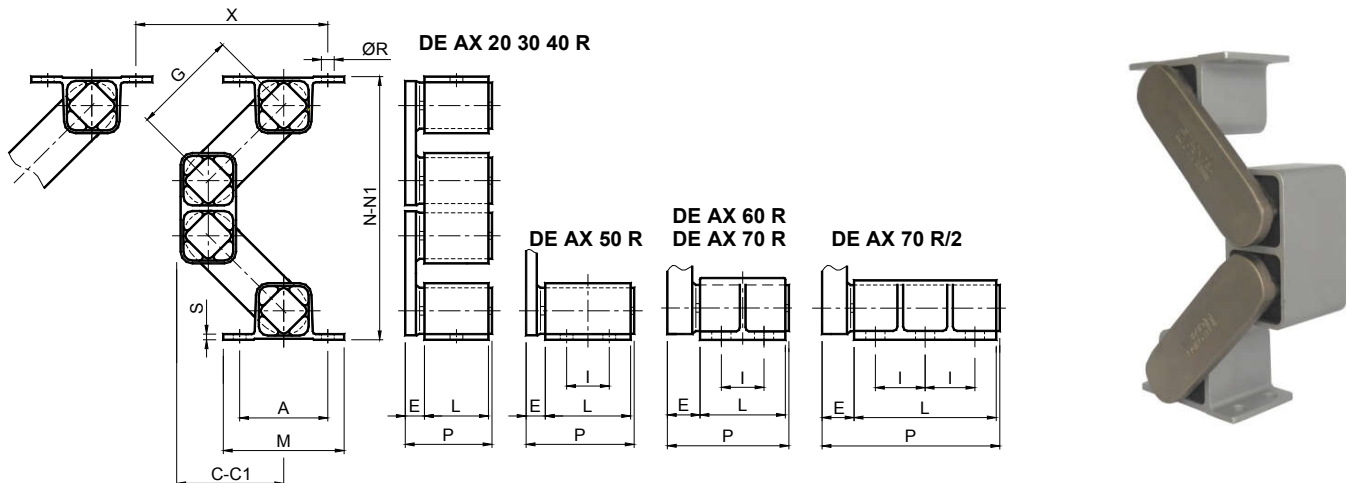 X
DE AX 20 30 40 R
ØR
G
N-N1
S
A
M
C-C1
E
L
P
DE AX 50 R
I
E
L
P
DE AX 60 R
DE AX 70 R
I
E
L
P
DE AX 70 R/2
I
I
E
L
P